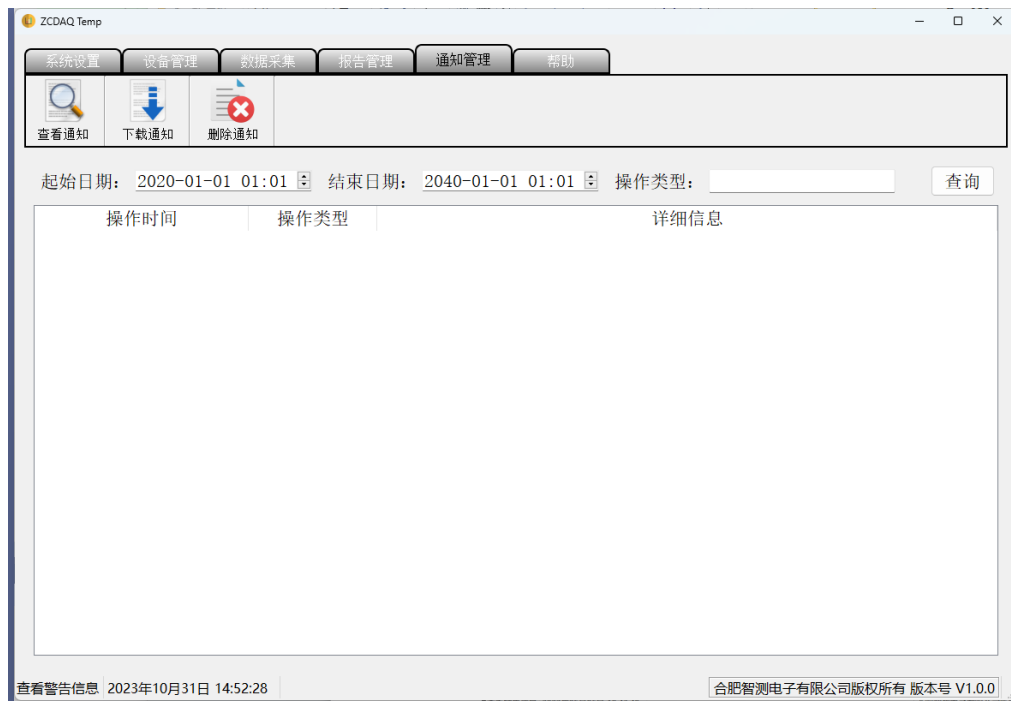 ZCDAQ Temp
系统设置 设备管理 数据采集 报告管理 通知管理 帮助
查看通知 下载通知 删除通知
起始日期： 2020-01-01 01:01 结束日期： 2040-01-01 01:01 操作类型： 查询
操作时间 操作类型 详细信息
查看警告信息 2023年10月31日 14:52:28 合肥智测电子有限公司版权所有 版本号 V1.0.0